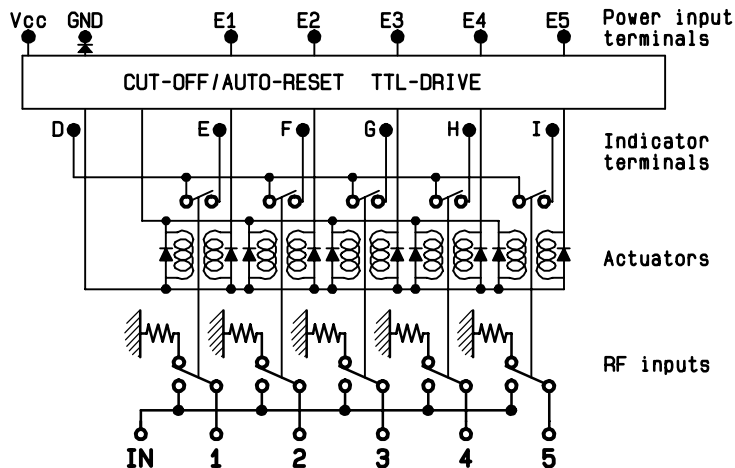 Vcc GND E1 E2 E3 E4 E5 Power input
terminals
CUT-OFF/AUTO-RESET TTL-DRIVE
D E F G H I
Indicator
terminals
Actuators
RF inputs
IN 1 2 3 4 5